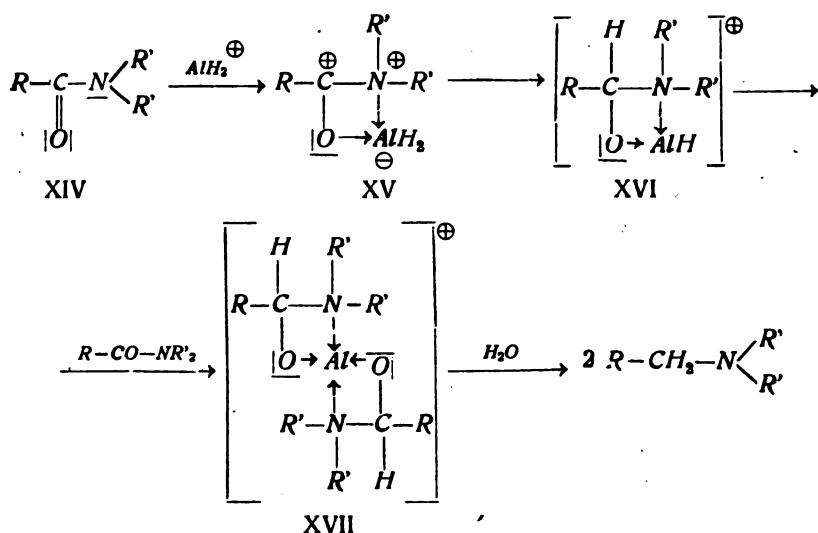 H R' H R'
R—C—N R' R' AlH₂⊕ R—C⊕—N⊕—R' R—C—N—R' ⊕
|O| |O→AlH₂ ⊖ |O→AlH
XIV XV XVI
H R' ⊕
R—C—N—R'
R—CO—NR'₂ |O→Al←O| H₂O 2 R—CH₂—N R' R'
R'—N—C—R
R' H
XVII